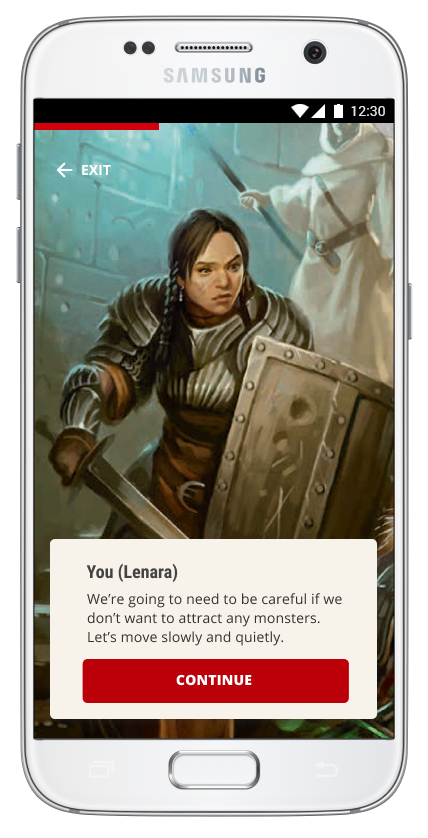 SAMSUNG
12:30
EXIT
You (Lenara)
We’re going to need to be careful if we
don’t want to attract any monsters.
Let’s move slowly and quietly.
CONTINUE